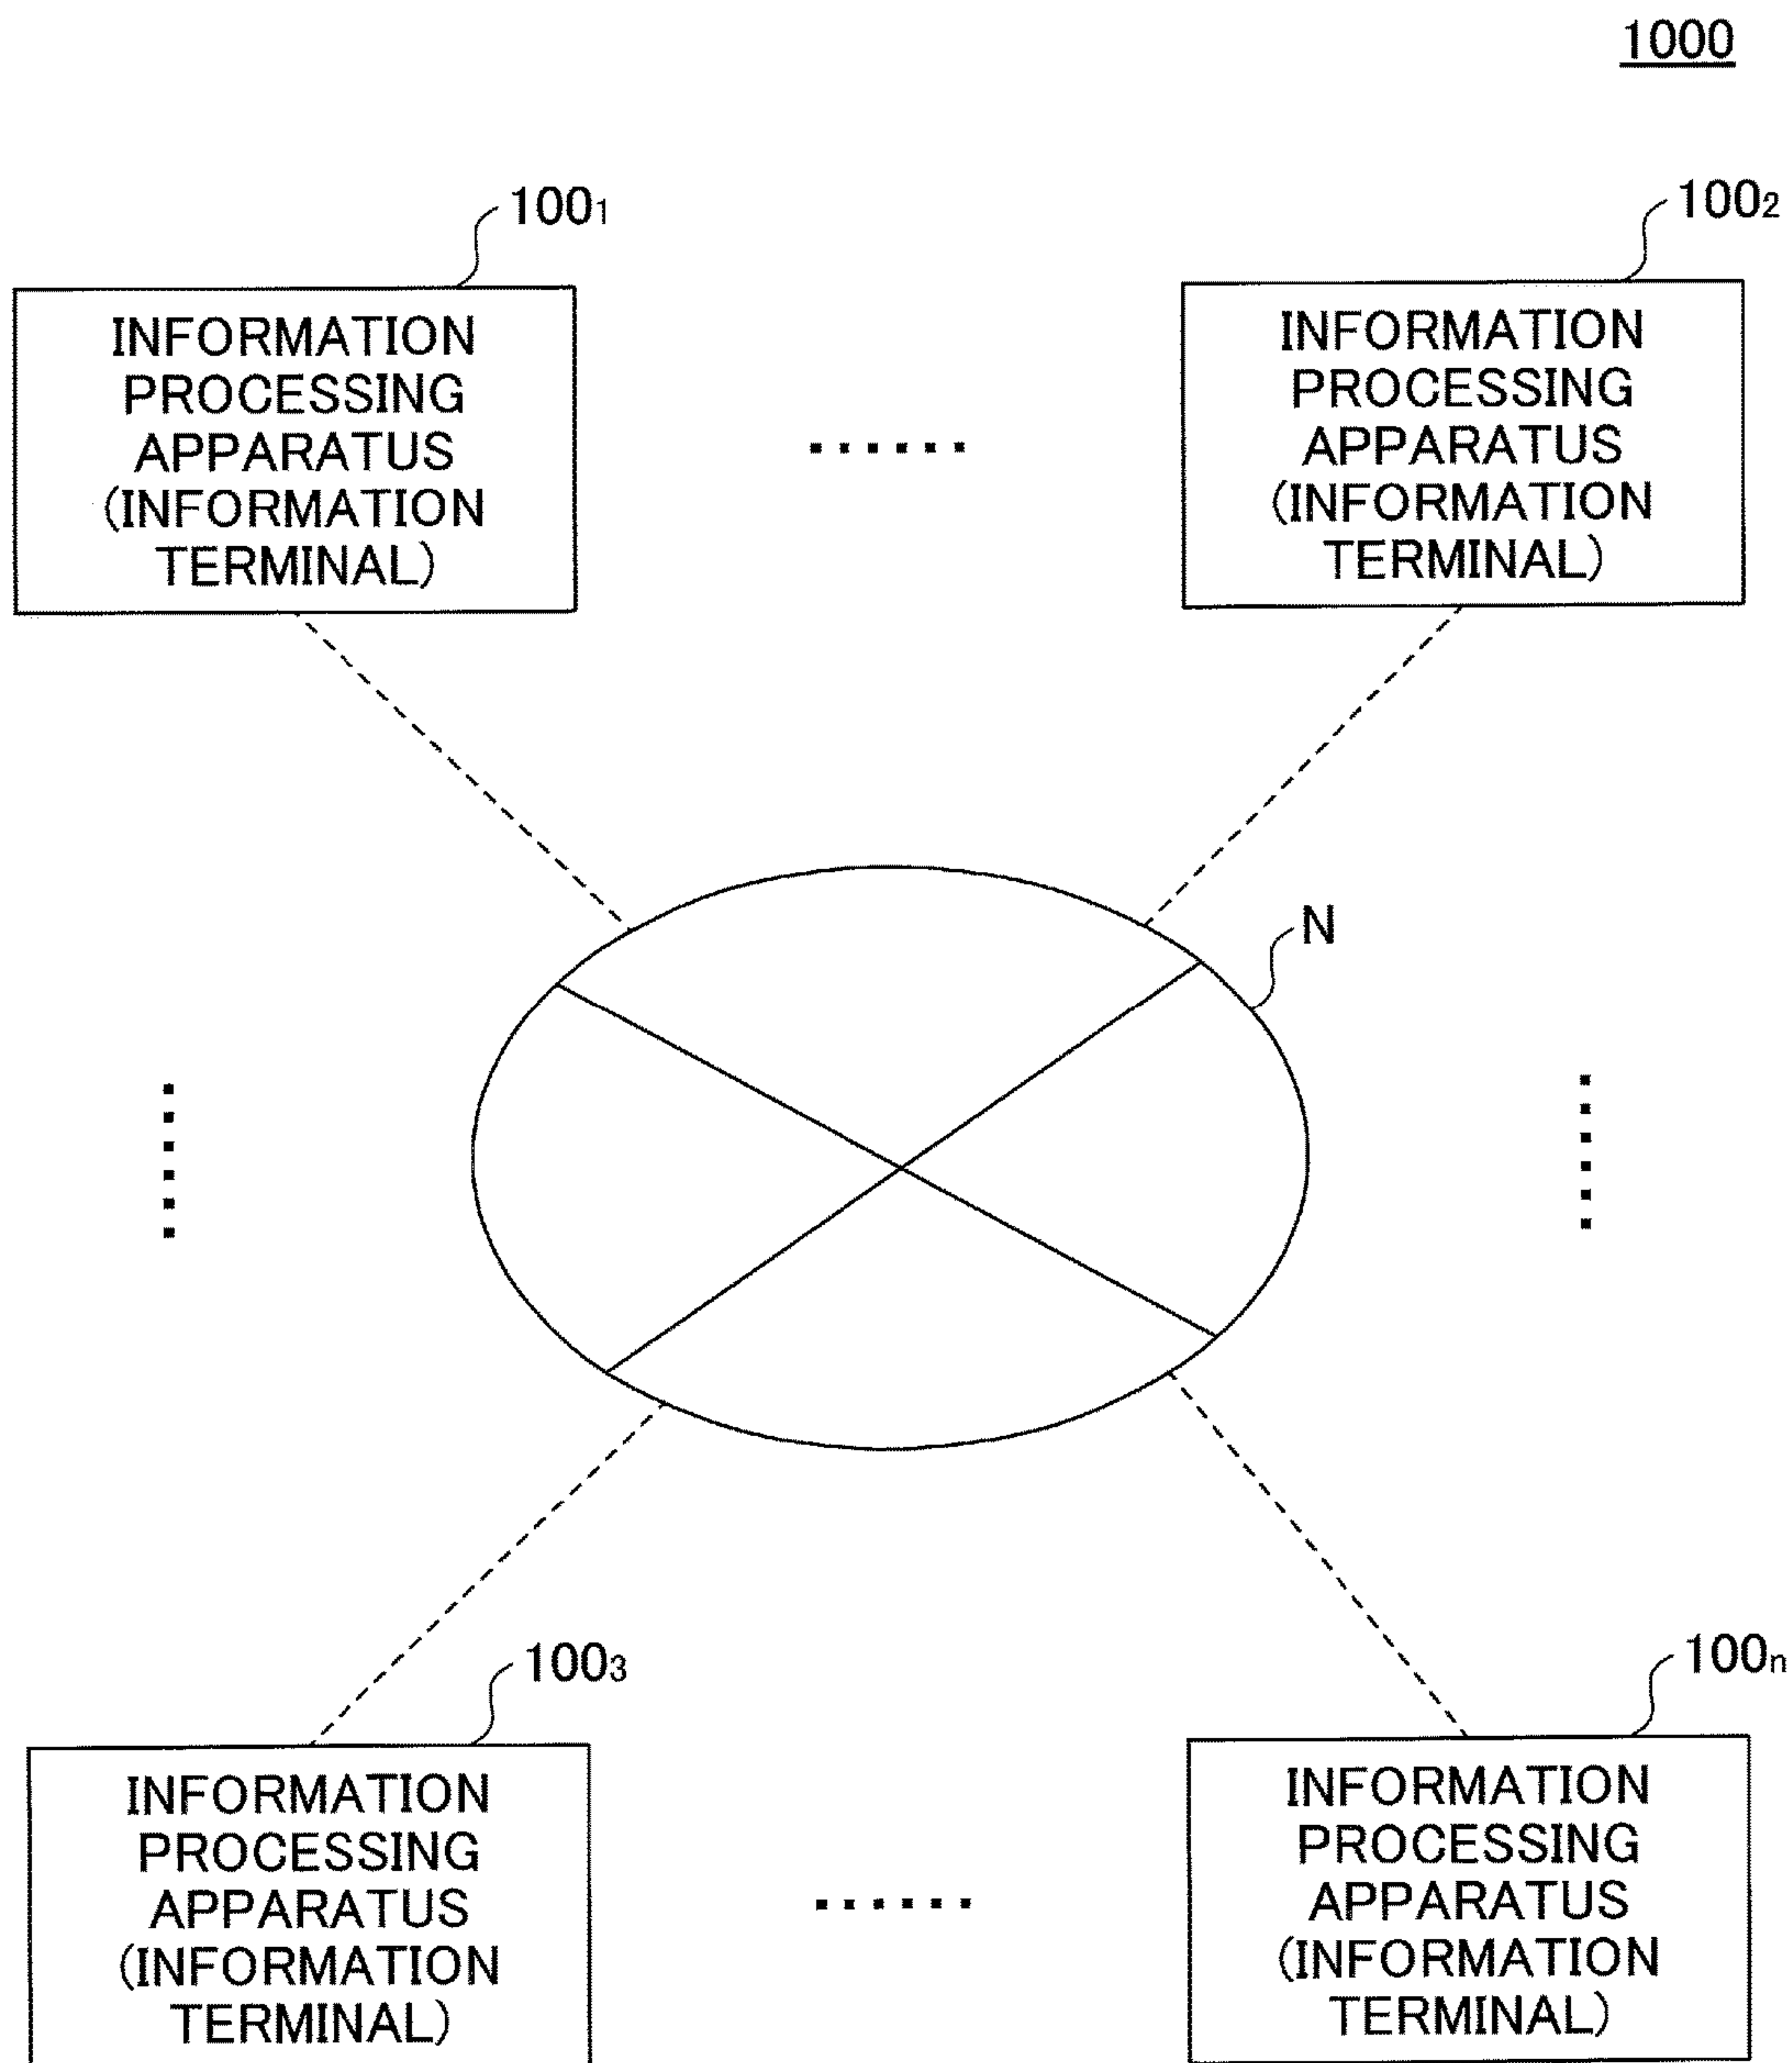 1000
100₁
100₂
INFORMATION
PROCESSING
APPARATUS
(INFORMATION
TERMINAL)
INFORMATION
PROCESSING
APPARATUS
(INFORMATION
TERMINAL)
N
100₃
100ₙ
INFORMATION
PROCESSING
APPARATUS
(INFORMATION
TERMINAL)
INFORMATION
PROCESSING
APPARATUS
(INFORMATION
TERMINAL)